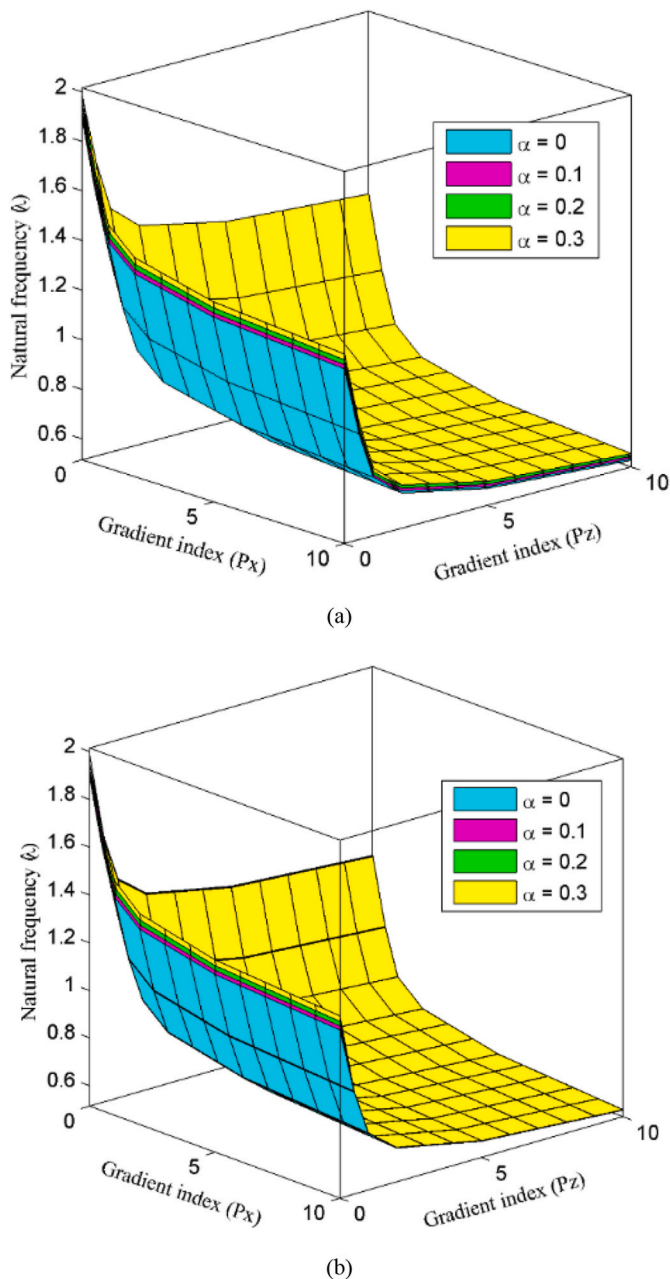 2
1.8
1.6
1.4
1.2
1
0.8
0.6
Natural frequency (λ)
α = 0
α = 0.1
α = 0.2
α = 0.3
0
5
10
Gradient index (Px)
0
5
10
Gradient index (Pz)
(a)
2
1.8
1.6
1.4
1.2
1
0.8
0.6
Natural frequency (λ)
α = 0
α = 0.1
α = 0.2
α = 0.3
0
5
10
Gradient index (Px)
0
5
10
Gradient index (Pz)
(b)